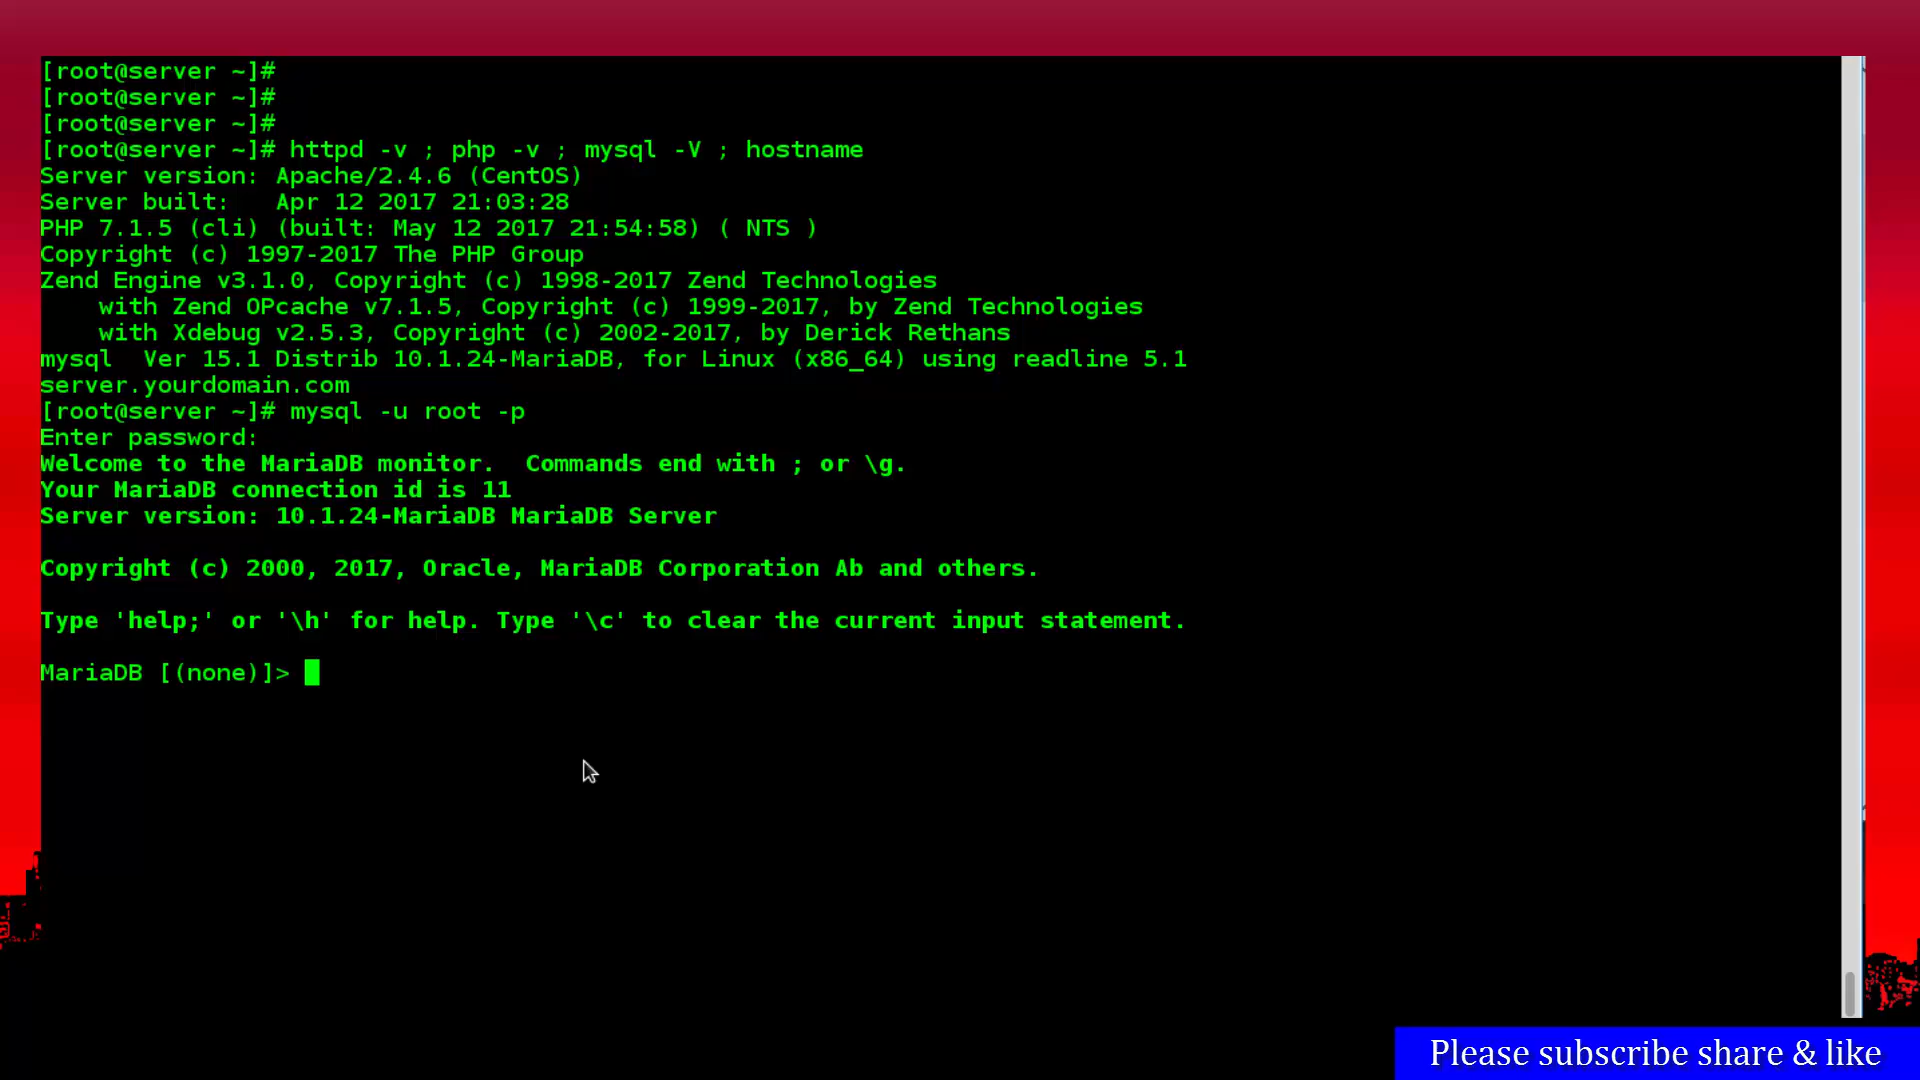 [root@server ~]#
[root@server ~]#
[root@server ~]#
[root@server ~]# httpd -v ; php -v ; mysql -V ; hostname
Server version: Apache/2.4.6 (CentOS)
Server built:   Apr 12 2017 21:03:28
PHP 7.1.5 (cli) (built: May 12 2017 21:54:58) ( NTS )
Copyright (c) 1997-2017 The PHP Group
Zend Engine v3.1.0, Copyright (c) 1998-2017 Zend Technologies
    with Zend OPcache v7.1.5, Copyright (c) 1999-2017, by Zend Technologies
    with Xdebug v2.5.3, Copyright (c) 2002-2017, by Derick Rethans
mysql  Ver 15.1 Distrib 10.1.24-MariaDB, for Linux (x86_64) using readline 5.1
server.yourdomain.com
[root@server ~]# mysql -u root -p
Enter password:
Welcome to the MariaDB monitor.  Commands end with ; or \g.
Your MariaDB connection id is 11
Server version: 10.1.24-MariaDB MariaDB Server
Copyright (c) 2000, 2017, Oracle, MariaDB Corporation Ab and others.
Type 'help;' or '\h' for help. Type '\c' to clear the current input statement.
MariaDB [(none)]>
Please subscribe share & like